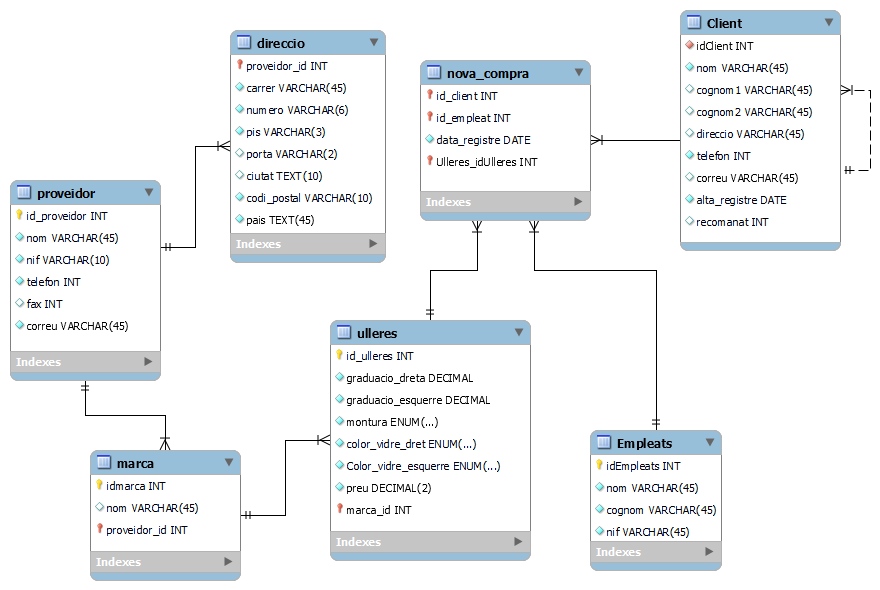 direccio
proveidor_id INT
carrer VARCHAR(45)
numero VARCHAR(6)
pis VARCHAR(3)
porta VARCHAR(2)
ciutat TEXT(10)
codi_postal VARCHAR(10)
pais TEXT(45)
Indexes
nova_compra
id_client INT
id_empleat INT
data_registre DATE
Ulleres_idUlleres INT
Indexes
Client
idClient INT
nom VARCHAR(45)
cognom1 VARCHAR(45)
cognom2 VARCHAR(45)
direccio VARCHAR(45)
telefon INT
correu VARCHAR(45)
alta_registre DATE
recomanat INT
proveidor
id_proveidor INT
nom VARCHAR(45)
nif VARCHAR(10)
telefon INT
fax INT
correu VARCHAR(45)
Indexes
ulleres
id_ulleres INT
graduacio_dreta DECIMAL
graduacio_esquerre DECIMAL
montura ENUM(...)
color_vidre_dret ENUM(...)
Color_vidre_esquerre ENUM(...)
preu DECIMAL(2)
marca_id INT
Indexes
marca
idmarca INT
nom VARCHAR(45)
proveidor_id INT
Indexes
Empleats
idEmpleats INT
nom VARCHAR(45)
cognom VARCHAR(45)
nif VARCHAR(45)
Indexes